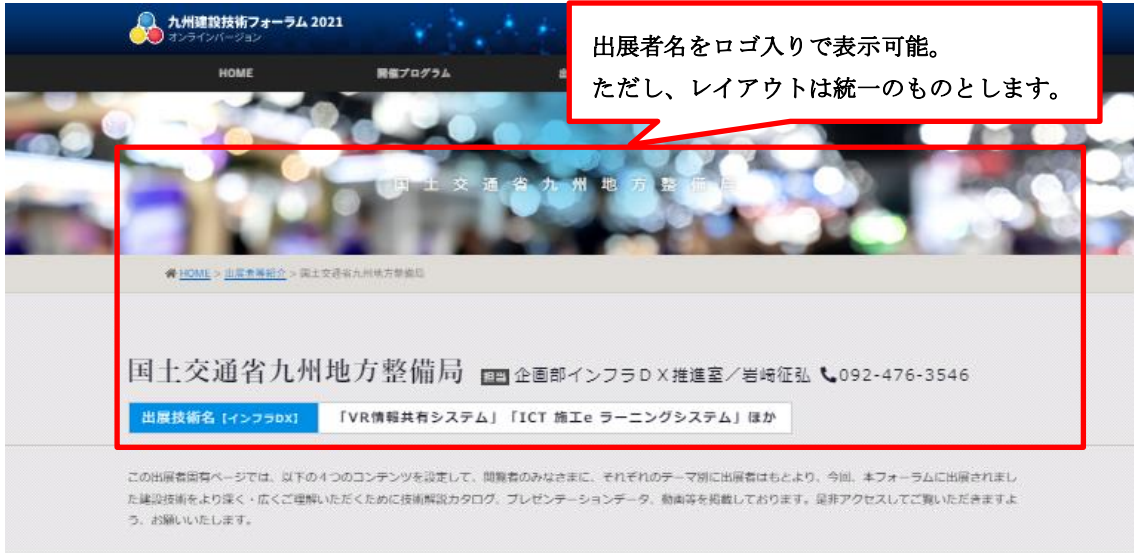 九州建設技術フォーラム 2021
オンラインバージョン
出展者名をロゴ入りで表示可能。
ただし、レイアウトは統一のものとします。
HOME 開催プログラム 出
国土交通省九州地方整備局
HOME > 出展者等紹介 > 国土交通省九州地方整備局
国土交通省九州地方整備局 担当 企画部インフラDX推進室／岩崎征弘 092-476-3546
出展技術名［インフラDX］ 「VR情報共有システム」「ICT 施工e ラーニングシステム」ほか
この出展者固有ページでは、以下の4つのコンテンツを設定して、閲覧者のみなさまに、それぞれのテーマ別に出展者はもとより、今回、本フォーラムに出展されまし
た建設技術をより深く・広くご理解いただくために技術解説カタログ、プレゼンテーションデータ、動画等を掲載しております。是非アクセスしてご覧いただきますよ
う、お願いいたします。